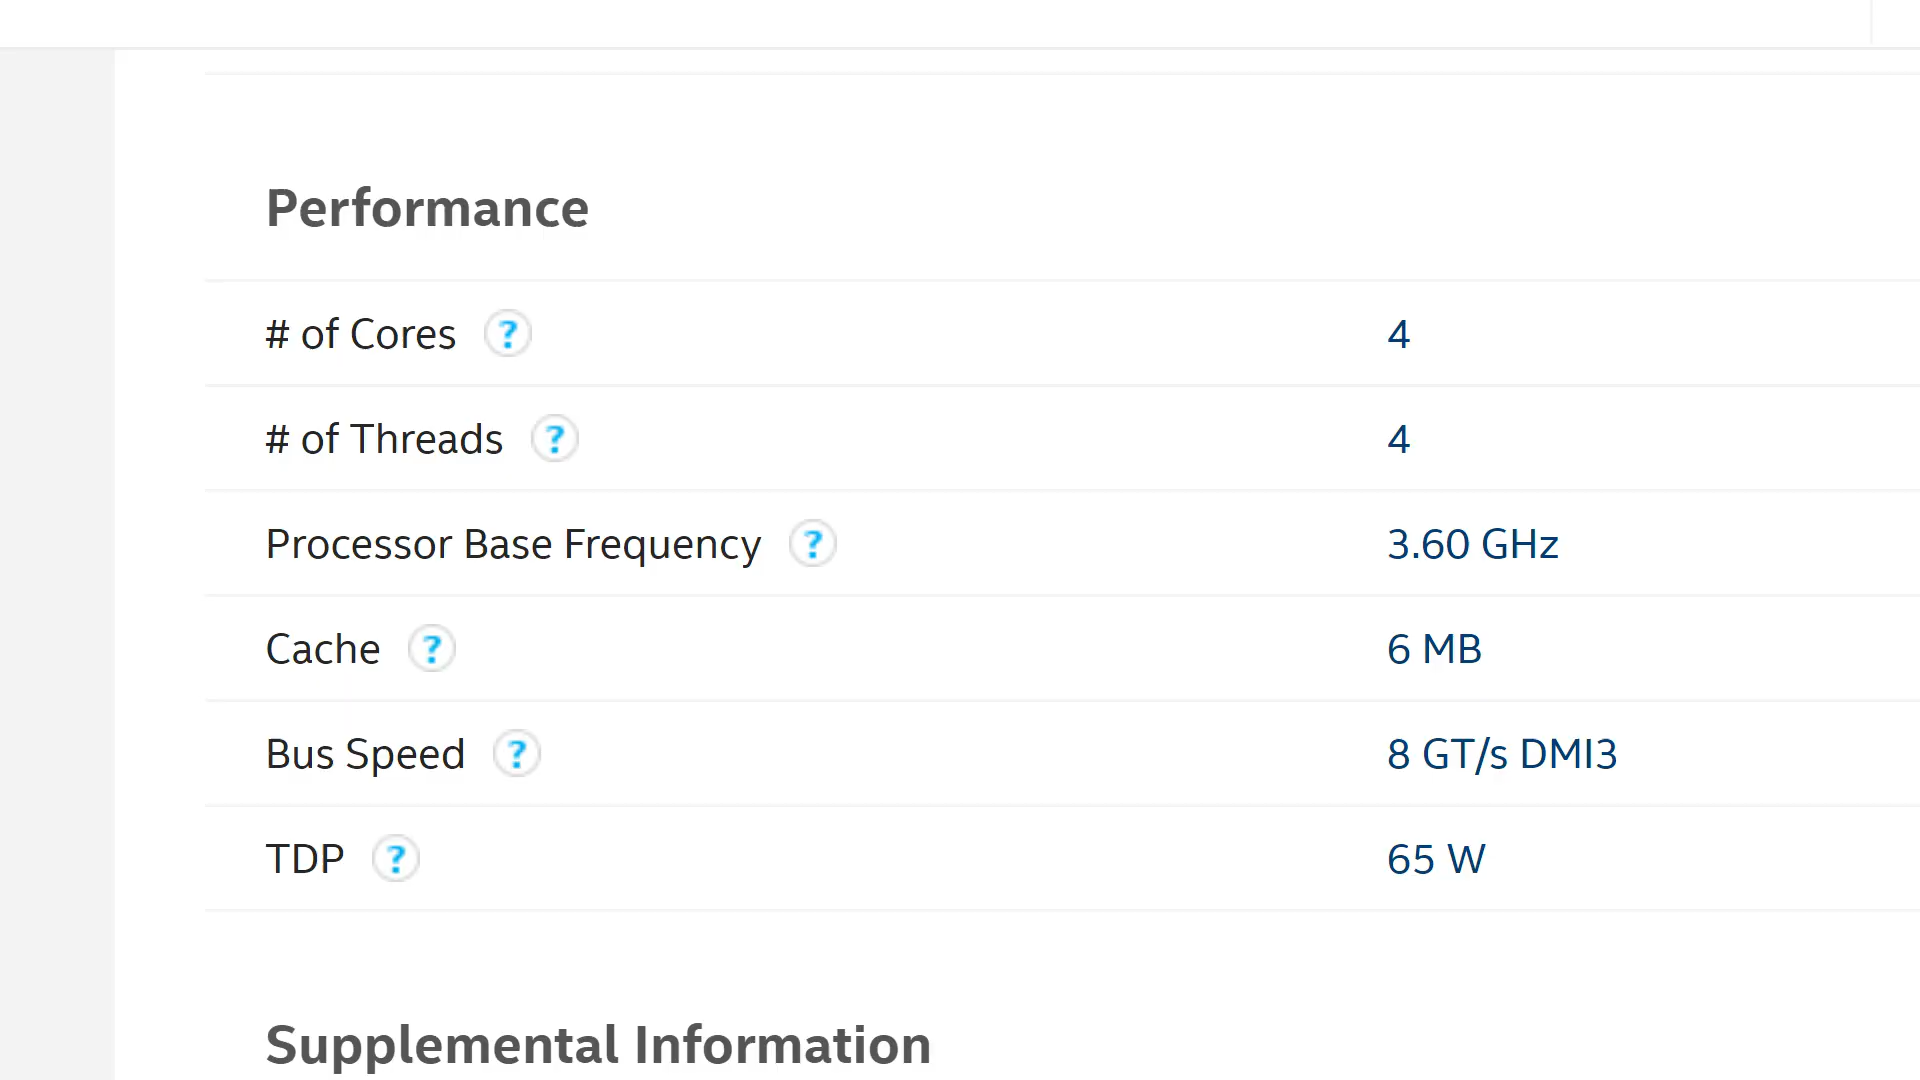 Performance
# of Cores ? 4
# of Threads ? 4
Processor Base Frequency ? 3.60 GHz
Cache ? 6 MB
Bus Speed ? 8 GT/s DMI3
TDP ? 65 W
Supplemental Information